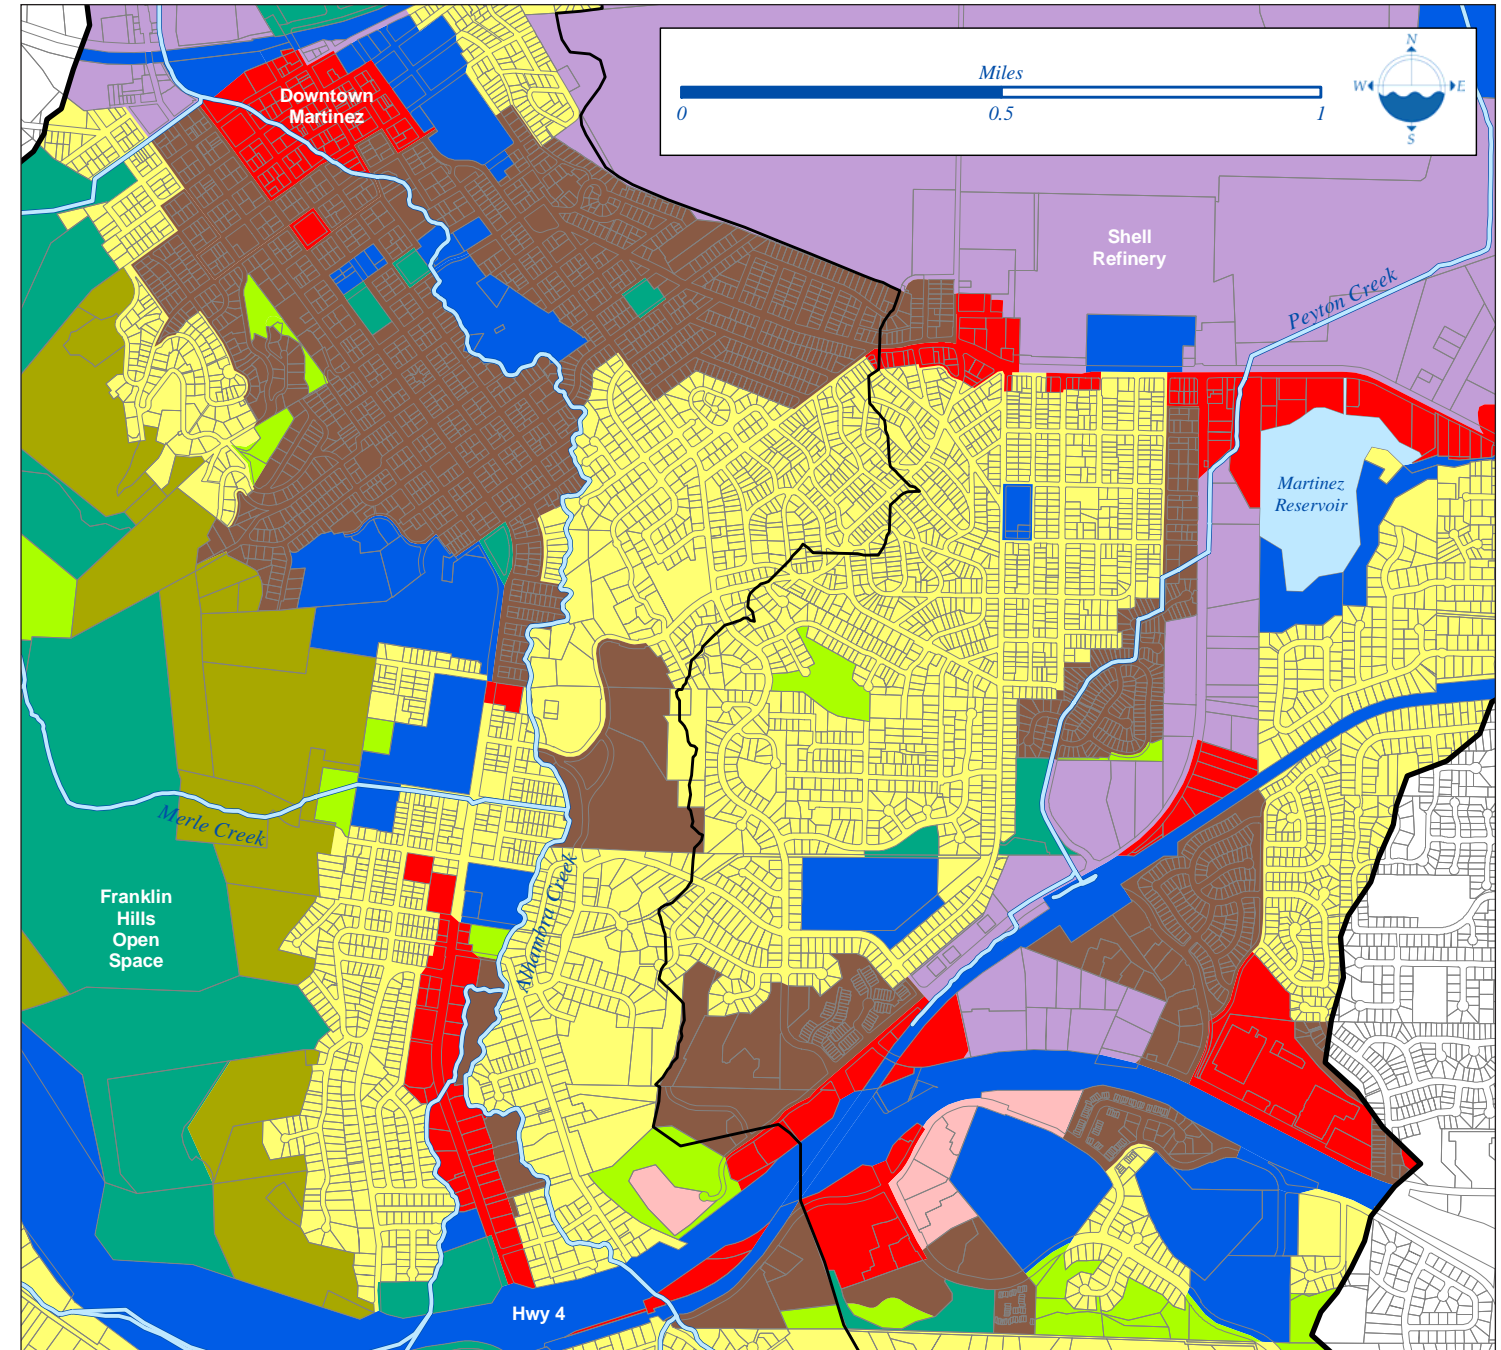 Downtown
Martinez
Miles
0
0.5
1
N
W
E
S
Shell
Refinery
Peyton Creek
Martinez
Reservoir
Merle Creek
Alhambra Creek
Franklin
Hills
Open
Space
Hwy 4